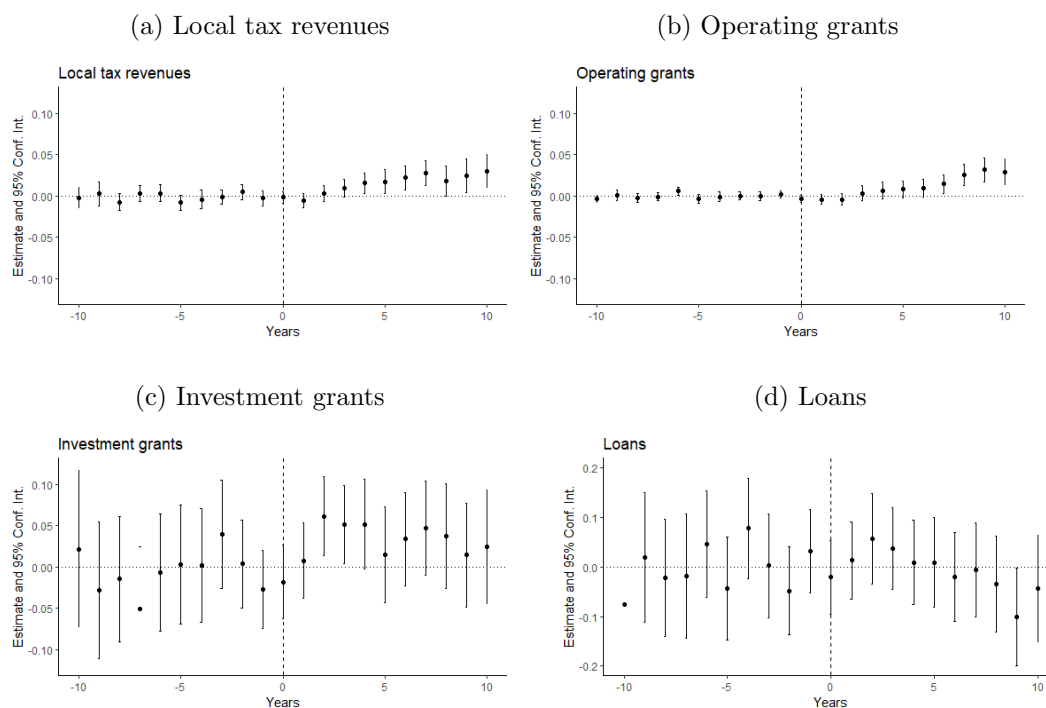 (a) Local tax revenues
(b) Operating grants
Local tax revenues
Estimate and 95% Conf. Int.
0.10
0.05
0.00
-0.05
-0.10
-10
-5
0
5
10
Years
Operating grants
Estimate and 95% Conf. Int.
0.10
0.05
0.00
-0.05
-0.10
-10
-5
0
5
10
Years
(c) Investment grants
(d) Loans
Investment grants
Estimate and 95% Conf. Int.
0.10
0.05
0.00
-0.05
-0.10
-10
-5
0
5
10
Years
Loans
Estimate and 95% Conf. Int.
0.2
0.1
0.0
-0.1
-0.2
-10
-5
0
5
10
Years